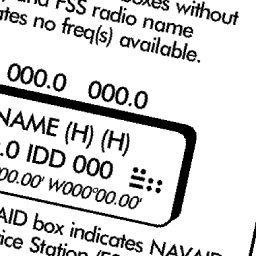 oxes without
and FSS radio name
ates no freq(s) available.
000.0 000.0
NAME (H) (H)
.0 IDD 000
00.00' W000°00.00'
AID box indicates NAVAID
ice Station (FS